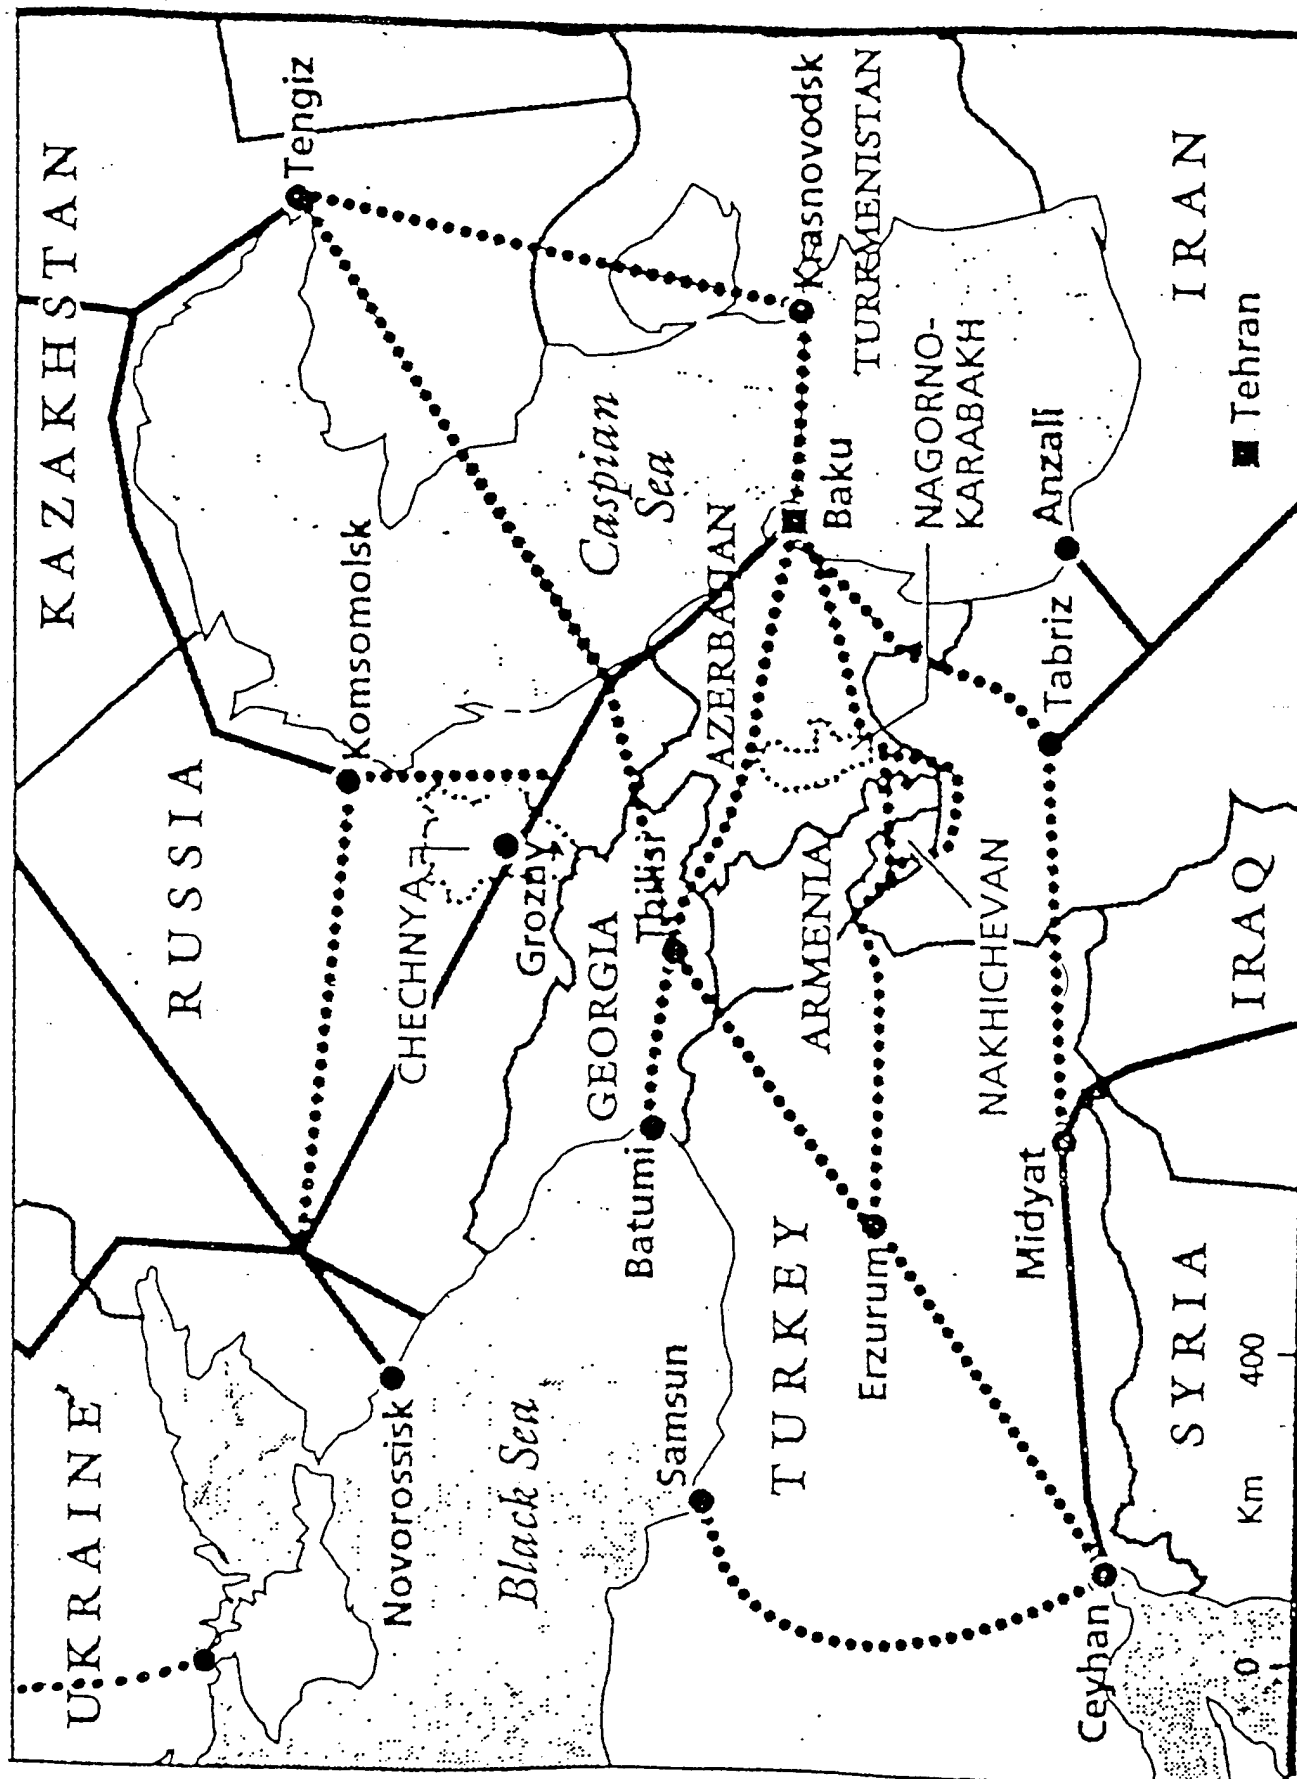 UKRAINE
RUSSIA
KAZAKHSTAN
Tengiz
Komsomolsk
Novorossisk
CHECHNYA
Grozny
Black Sea
Caspian
Sea
GEORGIA
Tbilisi
Batumi
Samsun
AZERBAIJAN
Baku
Krasnovodsk
TURKMENISTAN
TURKEY
ARMENIA
Erzurum
NAGORNO-
KARABAKH
NAKHICHEVAN
Midyat
Tabriz
Anzali
Ceyhan
SYRIA
IRAQ
IRAN
Tehran
Km
0
400